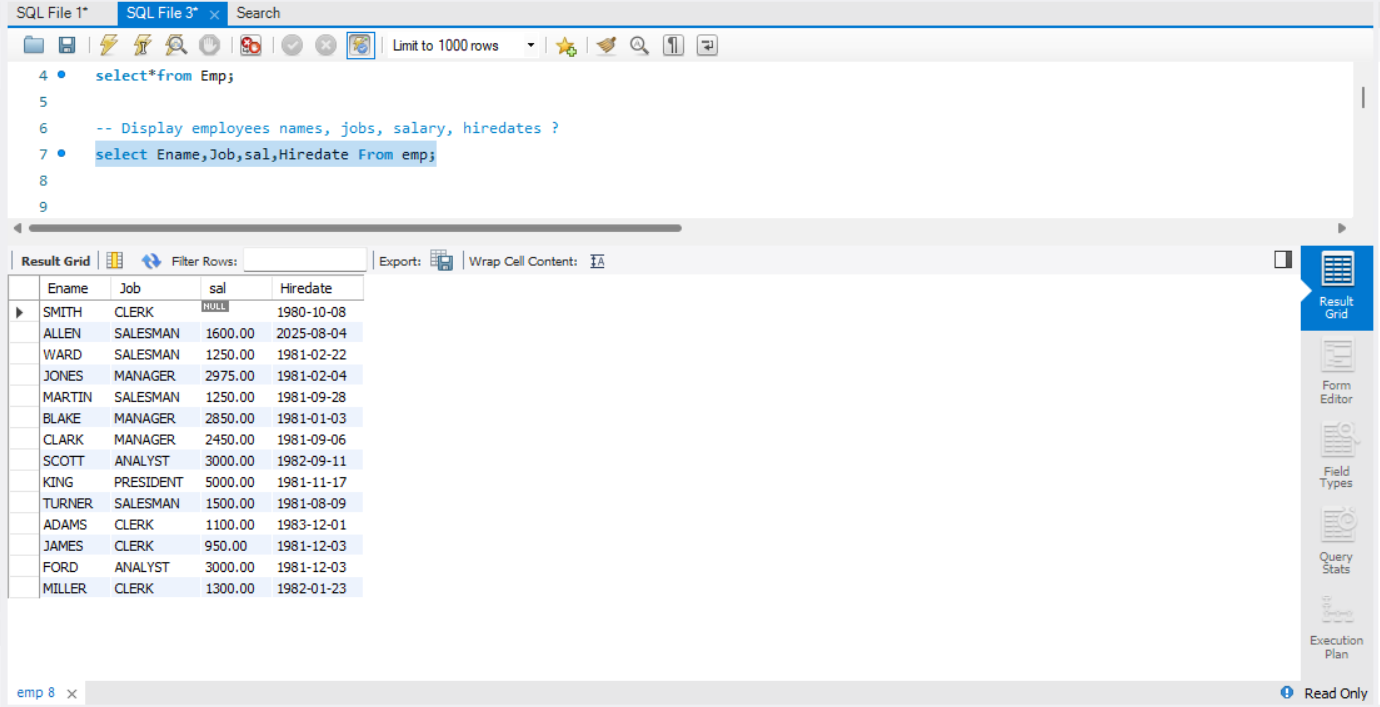 SQL File 1* SQL File 3* Search
Limit to 1000 rows
4 select*from Emp;
5
6 -- Display employees names, jobs, salary, hiredates ?
7 select Ename,Job,sal,Hiredate From emp;
8
9
Result Grid Filter Rows: Export: Wrap Cell Content:
Ename Job sal Hiredate
SMITH CLERK NULL 1980-10-08
ALLEN SALESMAN 1600.00 2025-08-04
WARD SALESMAN 1250.00 1981-02-22
JONES MANAGER 2975.00 1981-02-04
MARTIN SALESMAN 1250.00 1981-09-28
BLAKE MANAGER 2850.00 1981-01-03
CLARK MANAGER 2450.00 1981-09-06
SCOTT ANALYST 3000.00 1982-09-11
KING PRESIDENT 5000.00 1981-11-17
TURNER SALESMAN 1500.00 1981-08-09
ADAMS CLERK 1100.00 1983-12-01
JAMES CLERK 950.00 1981-12-03
FORD ANALYST 3000.00 1981-12-03
MILLER CLERK 1300.00 1982-01-23
Result
Grid
Form
Editor
Field
Types
Query
Stats
Execution
Plan
emp 8
Read Only